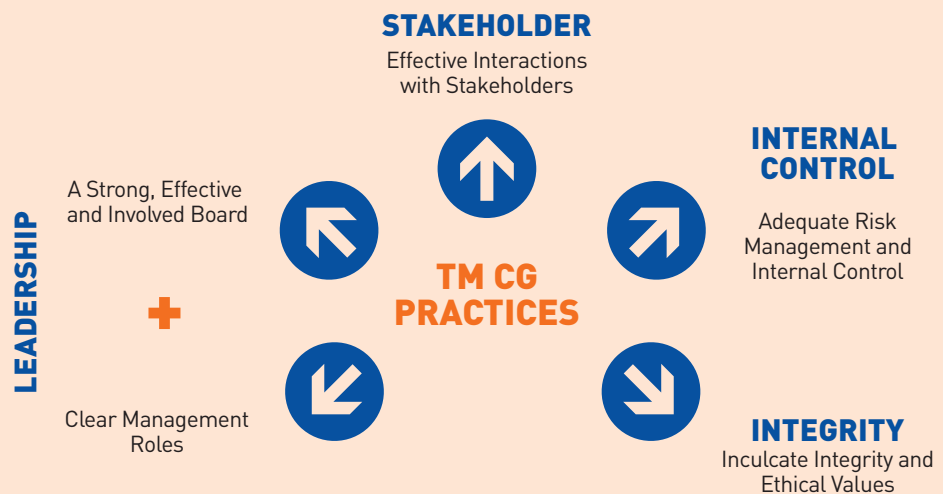 STAKEHOLDER
Effective Interactions
with Stakeholders
INTERNAL
CONTROL
Adequate Risk
Management and
Internal Control
LEADERSHIP
A Strong, Effective
and Involved Board
+
Clear Management
Roles
TM CG
PRACTICES
INTEGRITY
Inculcate Integrity and
Ethical Values